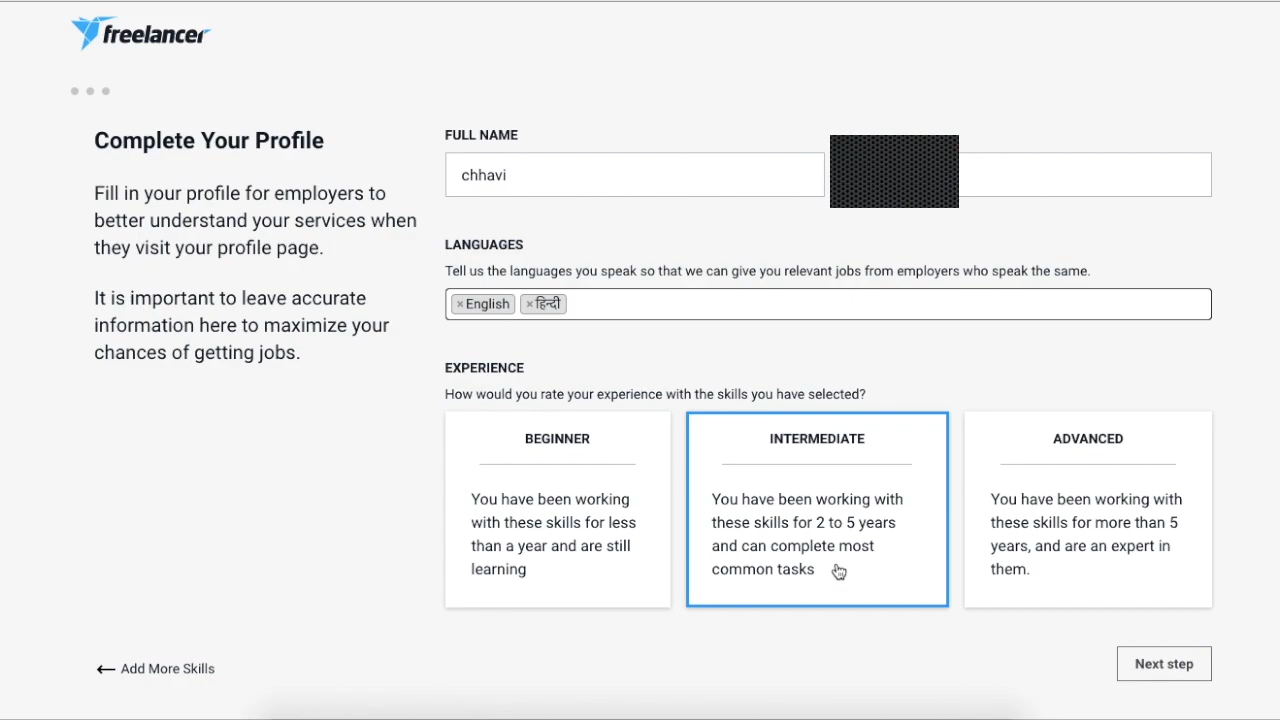 freelancer
Complete Your Profile
Fill in your profile for employers to
better understand your services when
they visit your profile page.
It is important to leave accurate
information here to maximize your
chances of getting jobs.
FULL NAME
chhavi
LANGUAGES
Tell us the languages you speak so that we can give you relevant jobs from employers who speak the same.
×English ×हिन्दी
EXPERIENCE
How would you rate your experience with the skills you have selected?
BEGINNER
You have been working
with these skills for less
than a year and are still
learning
INTERMEDIATE
You have been working with
these skills for 2 to 5 years
and can complete most
common tasks
ADVANCED
You have been working with
these skills for more than 5
years, and are an expert in
them.
← Add More Skills
Next step